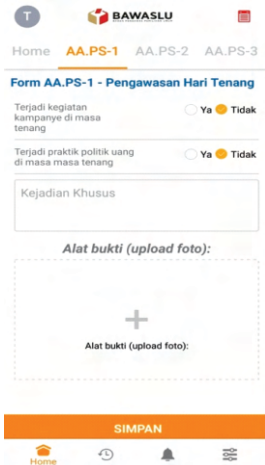 T
BAWASLU
Home AA.PS-1 AA.PS-2 AA.PS-3
Form AA.PS-1 - Pengawasan Hari Tenang
Terjadi kegiatan
kampanye di masa
tenang
Ya Tidak
Terjadi praktik politik uang
di masa masa tenang
Ya Tidak
Kejadian Khusus
Alat bukti (upload foto):
Alat bukti (upload foto):
SIMPAN
Home